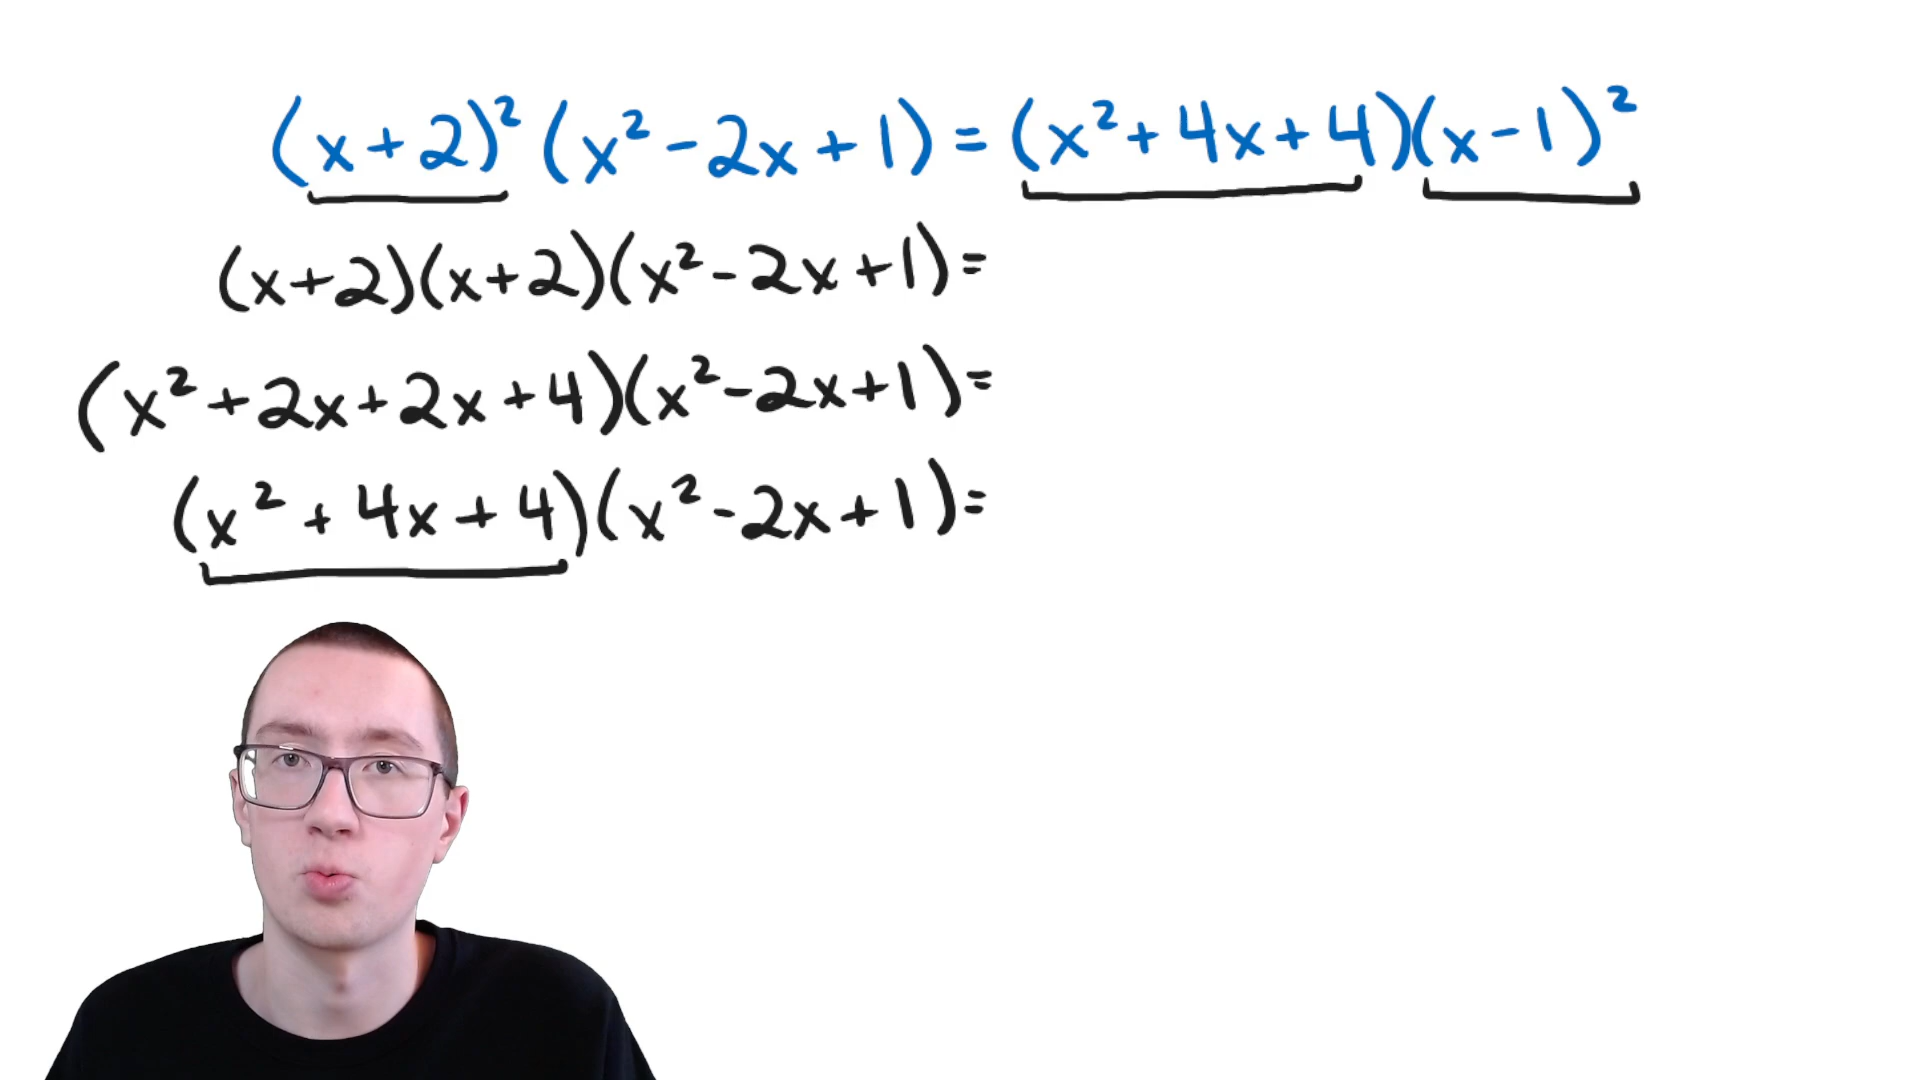 (x+2)² (x²-2x+1) = (x²+4x+4)(x-1)²
(x+2)(x+2)(x²-2x+1)=
(x²+2x+2x+4)(x²-2x+1)=
(x²+4x+4)(x²-2x+1)=